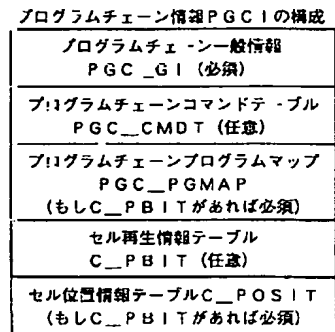 プログラムチェーン情報PGCIの構成
プログラムチェーン一般情報
PGC_GI (必須)
プログラムチェーンコマンドテーブル
PGC__CMDT (任意)
プログラムチェーンプログラムマップ
PGC__PGMAP
(もしC__PBITがあれば必須)
セル再生情報テーブル
C__PBIT (任意)
セル位置情報テーブルC__POSIT
(もしC__PBITがあれば必須)